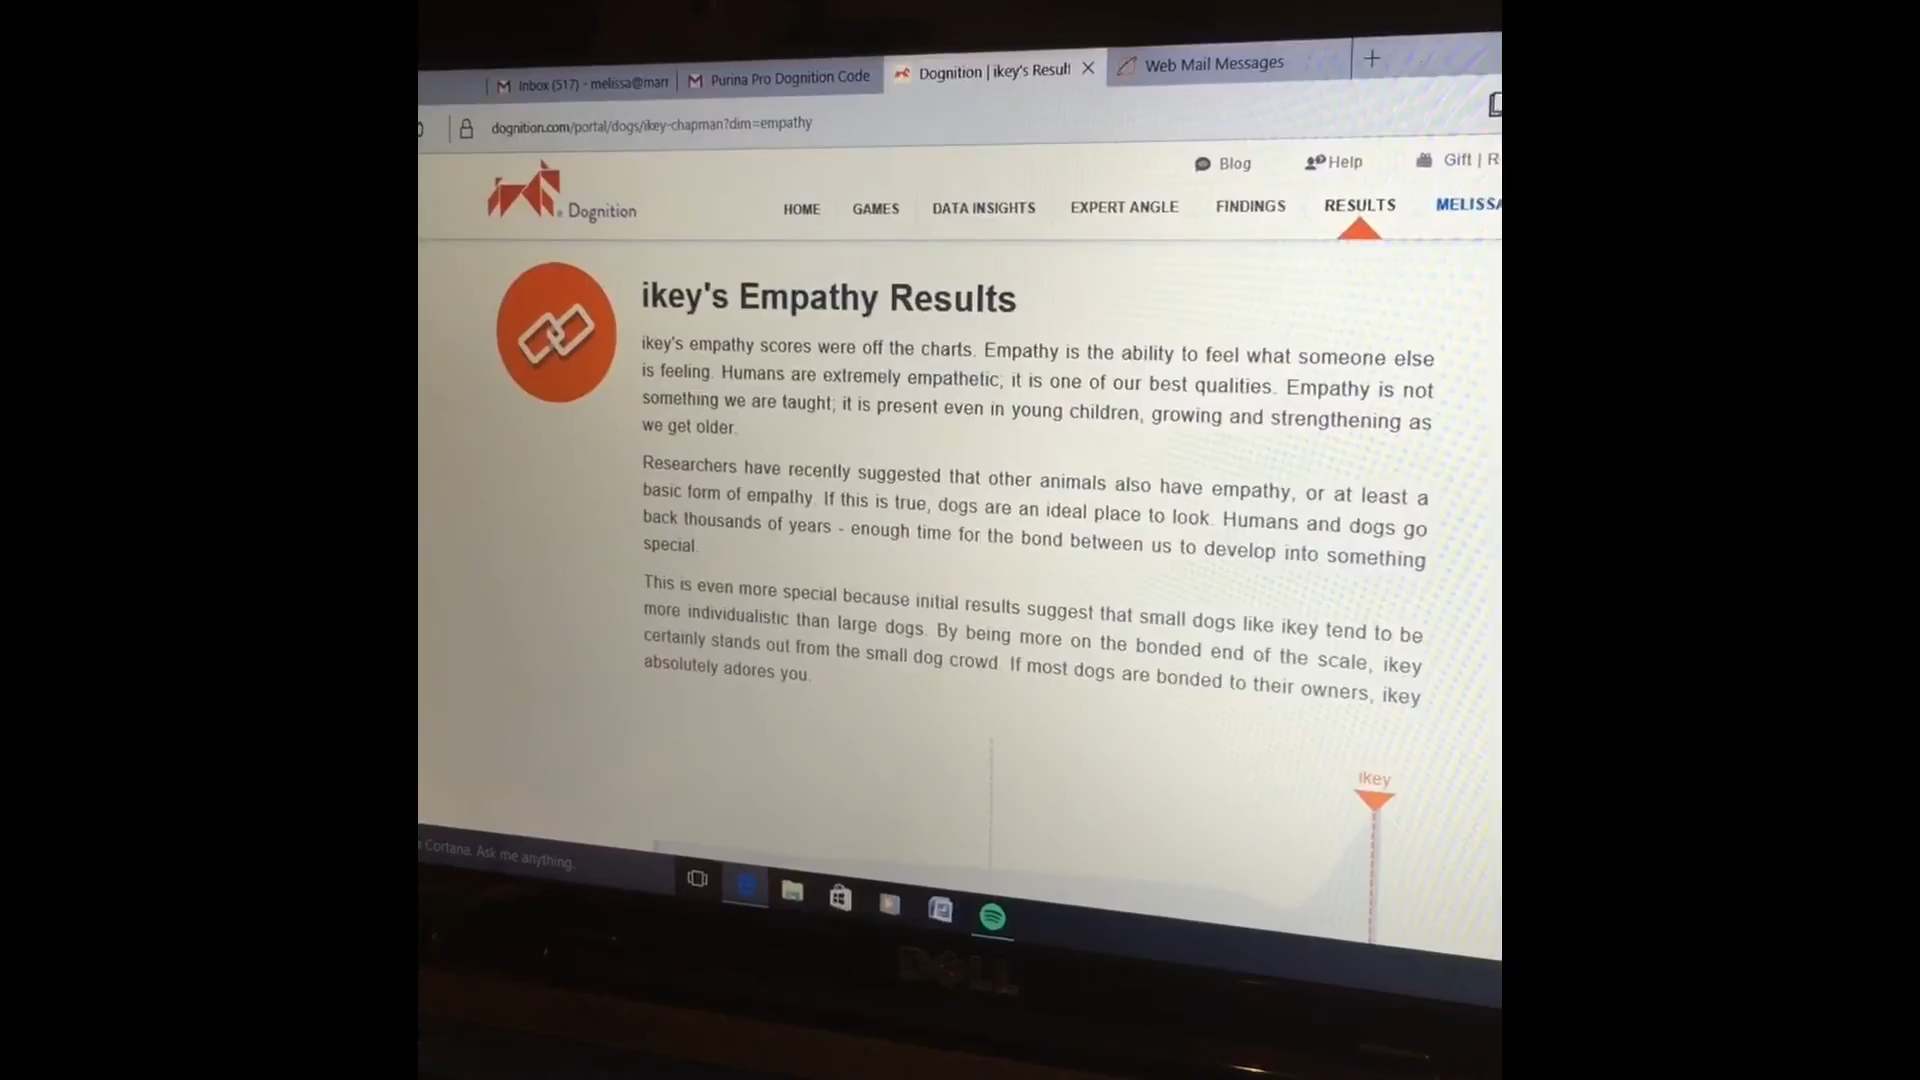 Inbox (517) - melissa@marr
Purina Pro Dognition Code
Dognition | ikey's Result
Web Mail Messages
dognition.com/portal/dogs/ikey-chapman?dim=empathy
Blog
Help
Gift | R
Dognition
HOME
GAMES
DATA INSIGHTS
EXPERT ANGLE
FINDINGS
RESULTS
MELISSA
ikey's Empathy Results
ikey's empathy scores were off the charts. Empathy is the ability to feel what someone else
is feeling. Humans are extremely empathetic; it is one of our best qualities. Empathy is not
something we are taught; it is present even in young children, growing and strengthening as
we get older.
Researchers have recently suggested that other animals also have empathy, or at least a
basic form of empathy. If this is true, dogs are an ideal place to look. Humans and dogs go
back thousands of years - enough time for the bond between us to develop into something
special.
This is even more special because initial results suggest that small dogs like ikey tend to be
more individualistic than large dogs. By being more on the bonded end of the scale, ikey
certainly stands out from the small dog crowd. If most dogs are bonded to their owners, ikey
absolutely adores you.
ikey
Cortana. Ask me anything.
DELL